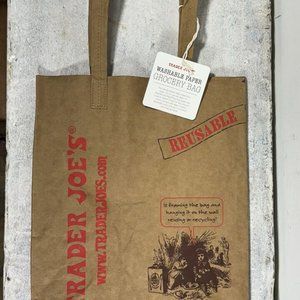 TRADER JOE'S
WASHABLE PAPER
GROCERY BAG
REUSABLE
TRADER JOE'S®
WWW.TRADERJOES.com
Is framing the bag and
hanging it on the wall
reusing or recycling?